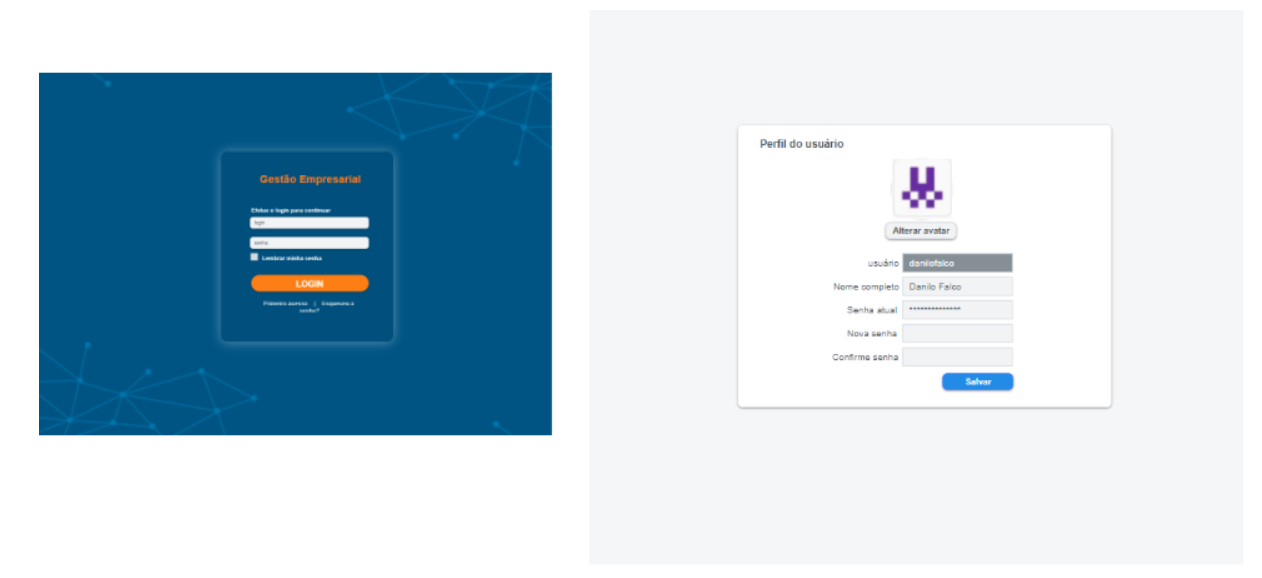 Gestão Empresarial
Efetue o login para continuar
login
senha
Lembrar minha senha
LOGIN
Primeiro acesso | Esqueceu a
senha?
Perfil do usuário
Alterar avatar
usuário danilofalco
Nome completo Danilo Falco
Senha atual **************
Nova senha
Confirme senha
Salvar